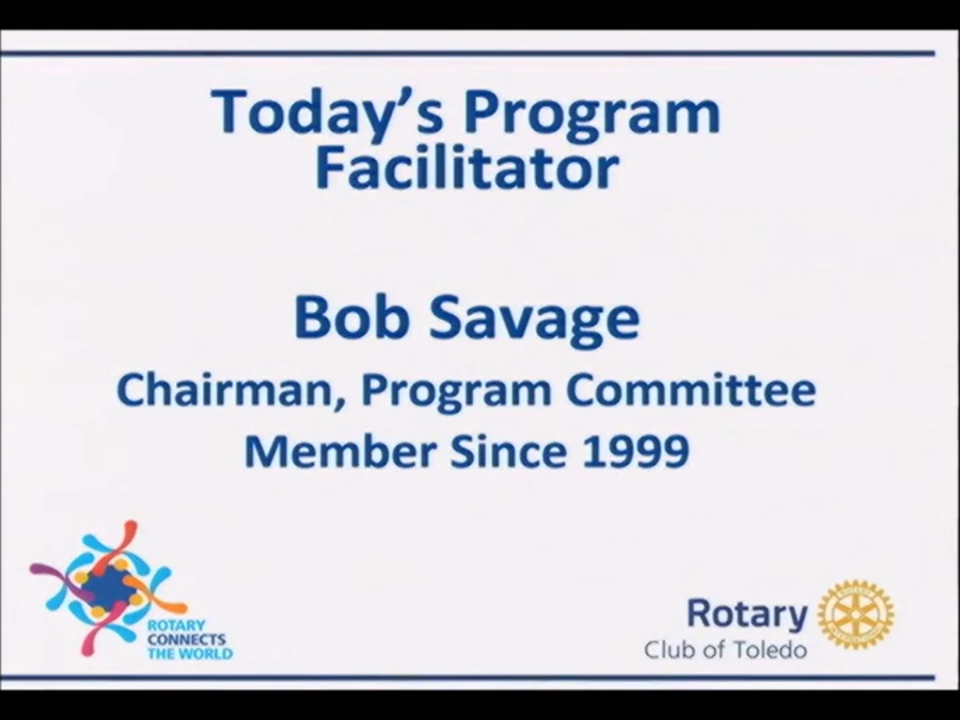 Today's Program
Facilitator
Bob Savage
Chairman, Program Committee
Member Since 1999
ROTARY
CONNECTS
THE WORLD
Rotary
Club of Toledo